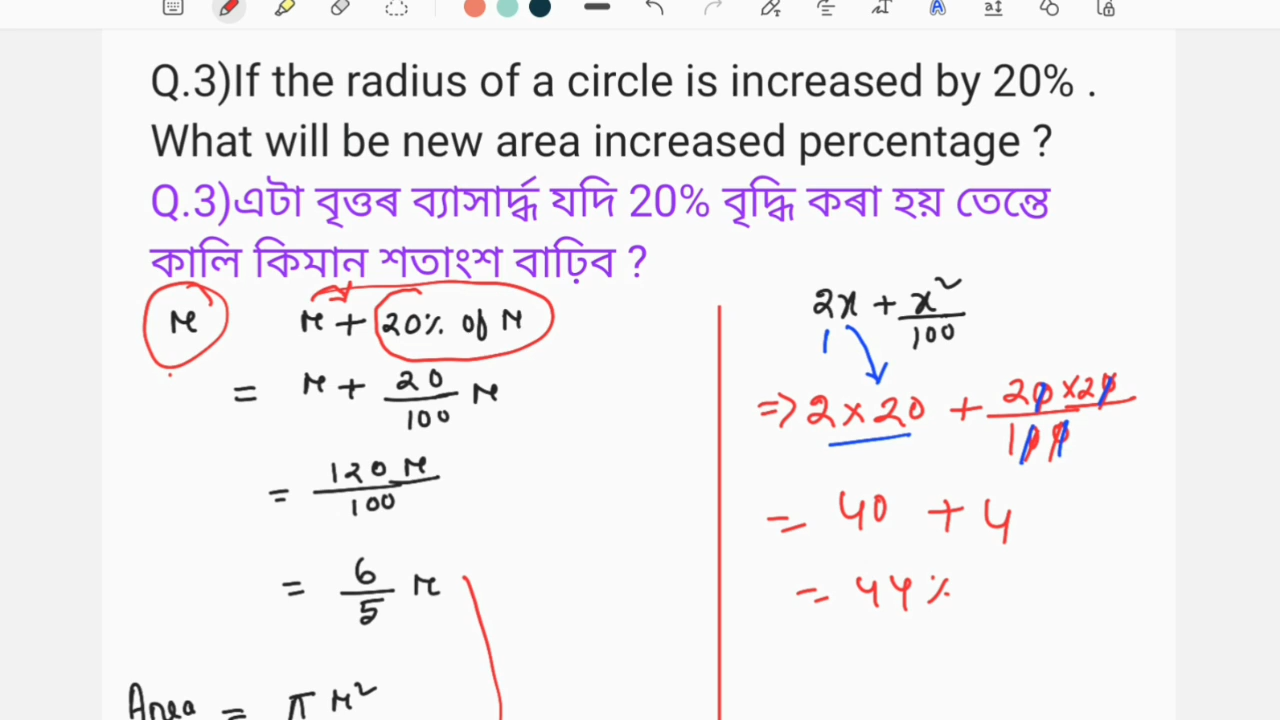 Q.3)If the radius of a circle is increased by 20% .
What will be new area increased percentage ?
Q.3)এটা বৃত্তৰ ব্যাসাৰ্দ্ধ যদি 20% বৃদ্ধি কৰা হয় তেন্তে
কালি কিমান শতাংশ বাঢ়িব ?
r r + 20% of r
= r + 20/100 r
= 120 r/100
= 6/5 r
Area = π r²
2x + x²/100
=> 2 × 20 + 20×20/100
= 40 + 4
= 44%